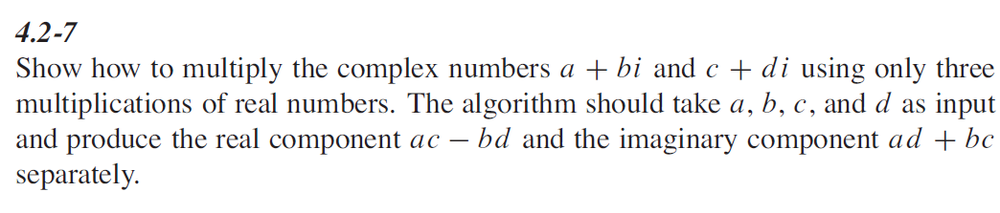 4.2-7
Show how to multiply the complex numbers a + bi and c + di using only three
multiplications of real numbers. The algorithm should take a, b, c, and d as input
and produce the real component ac − bd and the imaginary component ad + bc
separately.